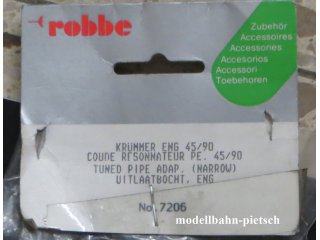 robbe
Zubehör
Accessoires
Accessories
Accesorios
Accessori
Toebehoren
KRÜMMER ENG 45/90
COUDE RESONNATEUR PE. 45/90
TUNED PIPE ADAP. (NARROW)
UITLAATBOCHT, ENG
No. 7206
modellbahn-pietsch